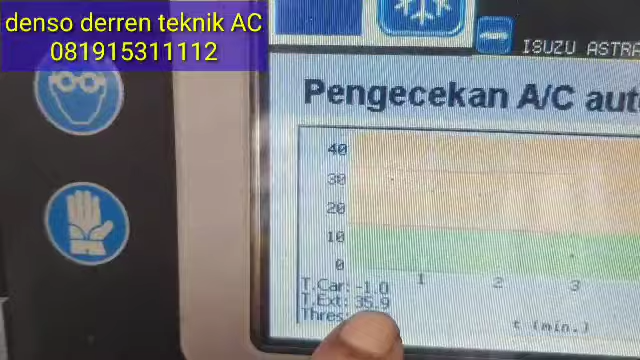 denso derren teknik AC
081915311112
ISUZU ASTRA
Pengecekan A/C
40
30
20
10
0
1
2
3
T.Car: -1.0
T.Ext: 35.9
Thres:
t (min.)